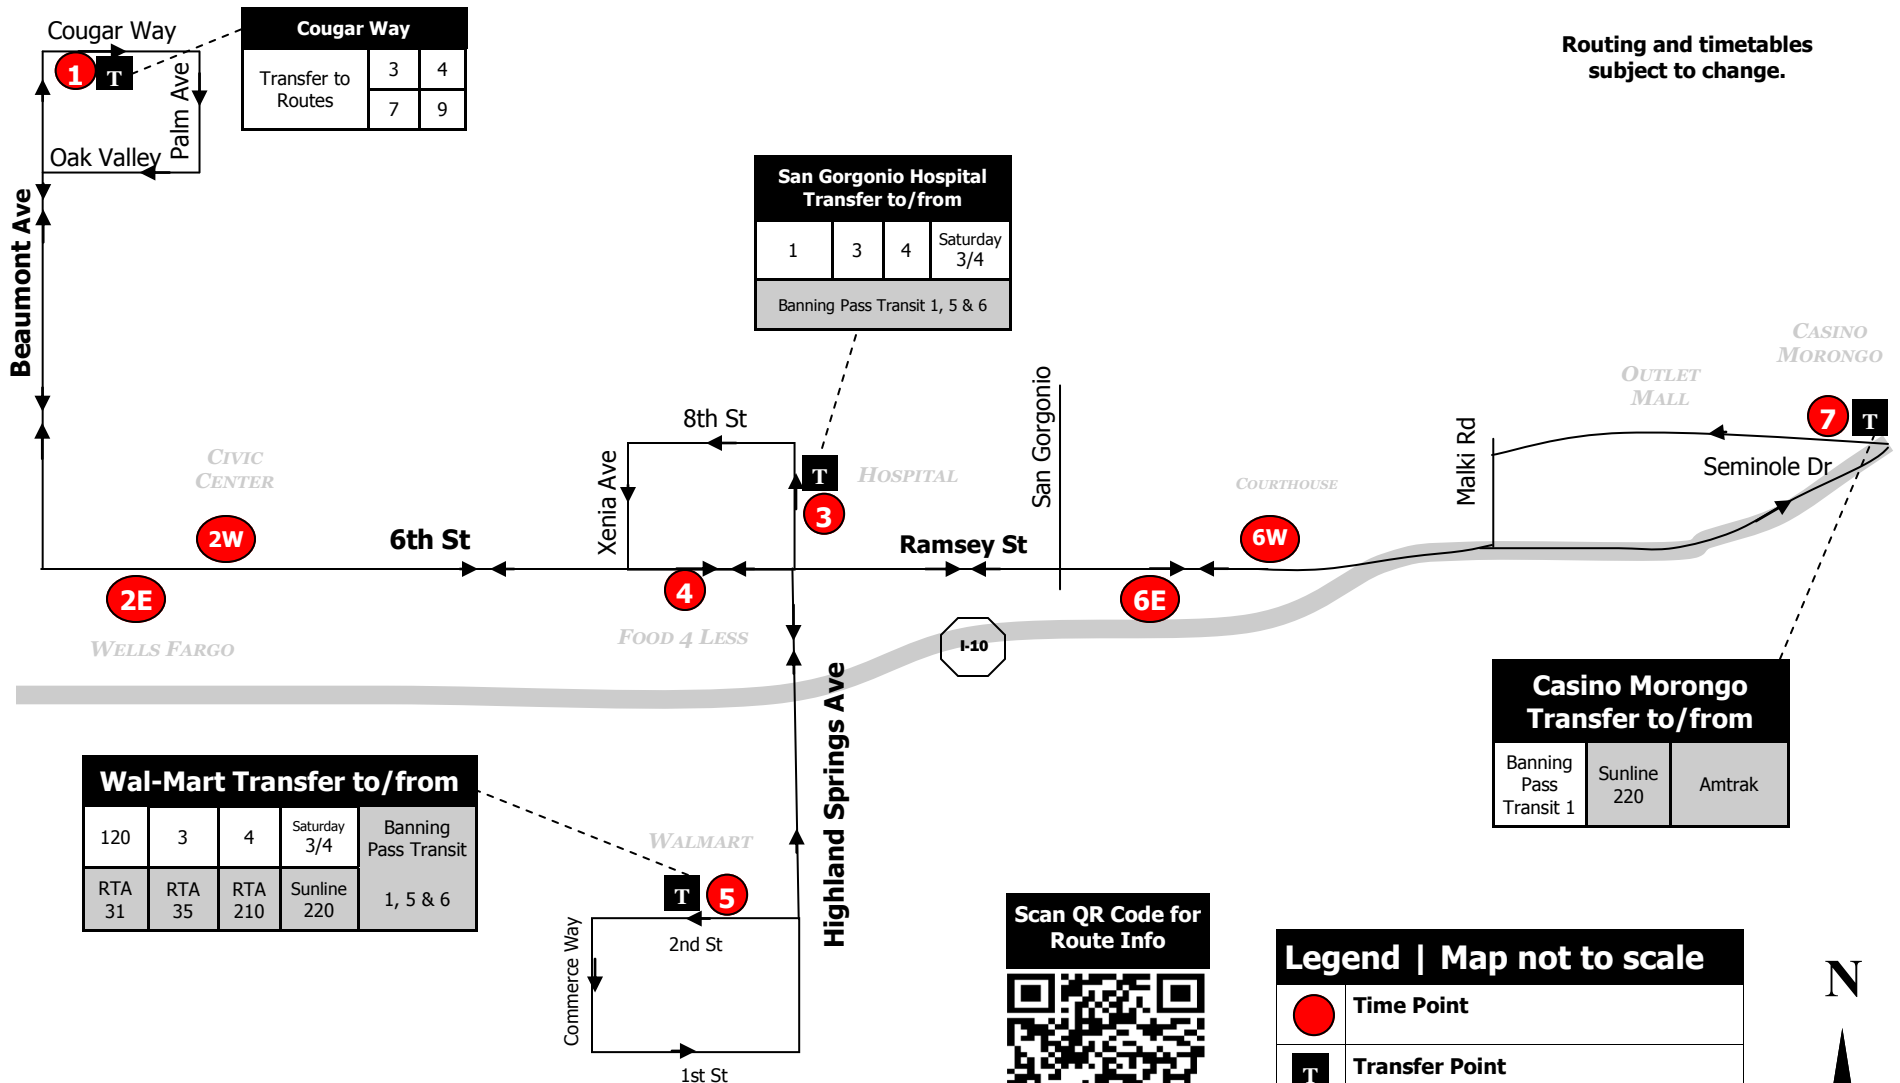 Cougar Way
1
T
Palm Ave
Oak Valley
Beaumont Ave
Cougar Way
Transfer to
Routes
3
4
7
9
Routing and timetables
subject to change.
San Gorgonio Hospital
Transfer to/from
1
3
4
Saturday
3/4
Banning Pass Transit 1, 5 & 6
CASINO
MORONGO
OUTLET
MALL
7
T
Seminole Dr
Malki Rd
San Gorgonio
COURTHOUSE
6W
6E
8th St
Xenia Ave
T
HOSPITAL
3
CIVIC
CENTER
2W
6th St
Ramsey St
2E
4
WELLS FARGO
FOOD 4 LESS
I-10
Highland Springs Ave
Casino Morongo
Transfer to/from
Banning
Pass
Transit 1
Sunline
220
Amtrak
Wal-Mart Transfer to/from
120
3
4
Saturday
3/4
Banning
Pass Transit
1, 5 & 6
RTA
31
RTA
35
RTA
210
Sunline
220
WALMART
T
5
2nd St
Commerce Way
1st St
Scan QR Code for
Route Info
Legend | Map not to scale
Time Point
T
Transfer Point
N